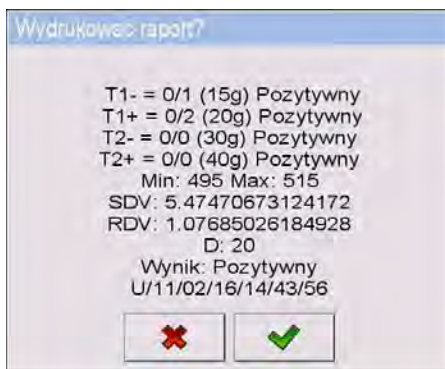 Wydrukować raport?
T1- = 0/1 (15g) Pozytywny
T1+ = 0/2 (20g) Pozytywny
T2- = 0/0 (30g) Pozytywny
T2+ = 0/0 (40g) Pozytywny
Min: 495 Max: 515
SDV: 5.47470673124172
RDV: 1.07685026184928
D: 20
Wynik: Pozytywny
U/11/02/16/14/43/56